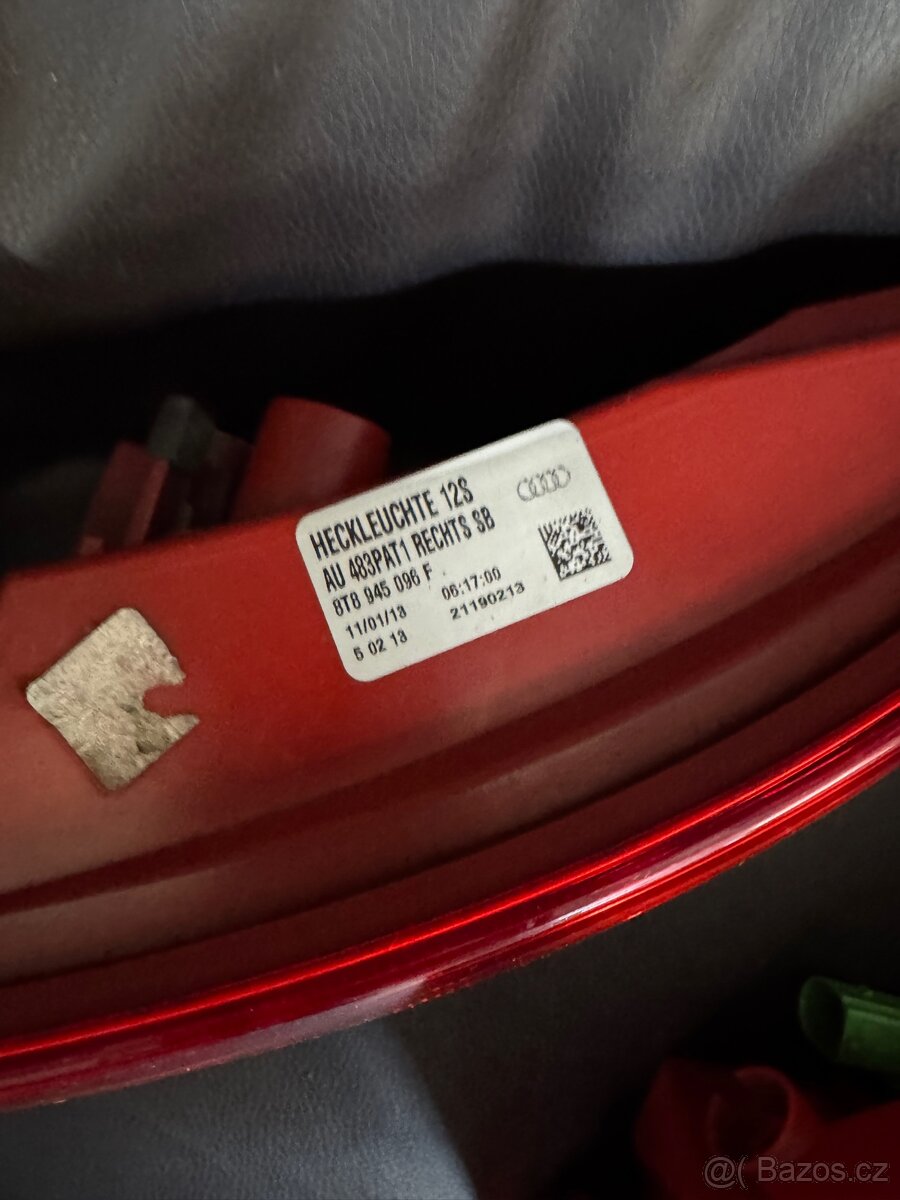 HECKLEUCHTE 12S
AU 483PAT1 RECHTS SB
8T8 945 096 F
11/01/13 06:17:00
5 02 13 21190213
@( Bazos.cz